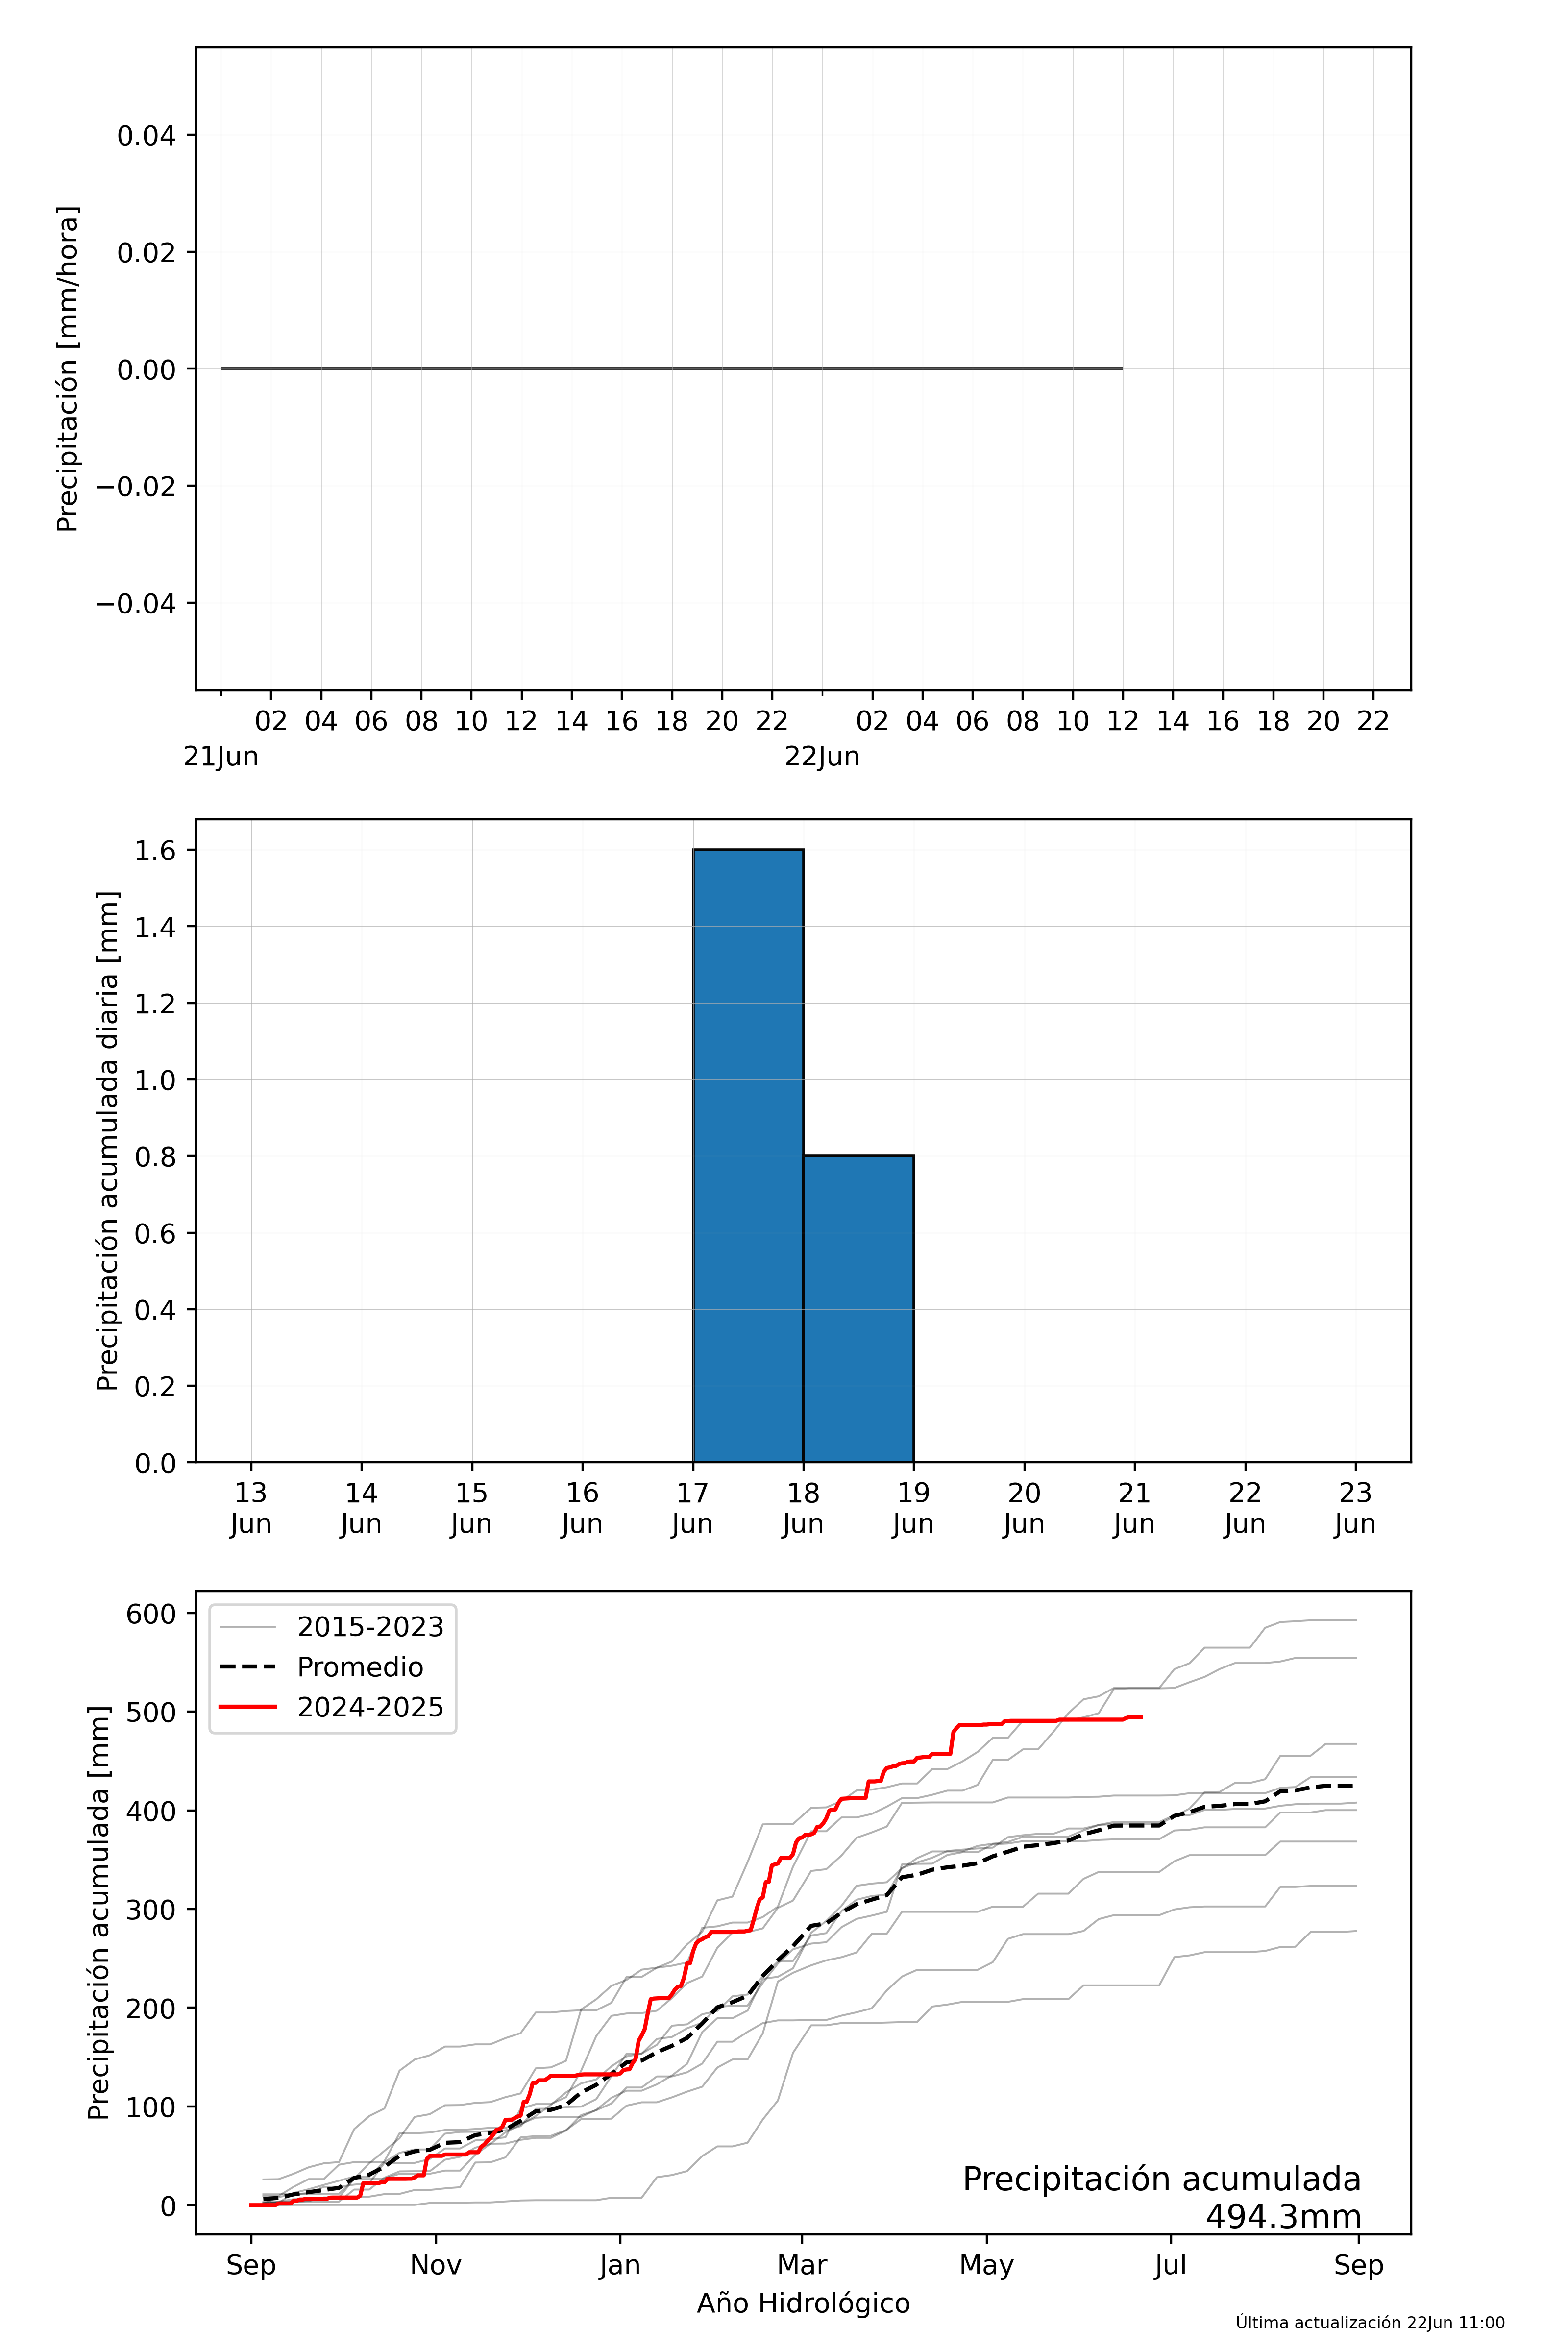 0.04
0.02
0.00
−0.02
−0.04
Precipitación [mm/hora]
02 04 06 08 10 12 14 16 18 20 22 02 04 06 08 10 12 14 16 18 20 22
21Jun 22Jun
1.6
1.4
1.2
1.0
0.8
0.6
0.4
0.2
0.0
Precipitación acumulada diaria [mm]
13 14 15 16 17 18 19 20 21 22 23
Jun Jun Jun Jun Jun Jun Jun Jun Jun Jun Jun
600
500
400
300
200
100
0
Precipitación acumulada [mm]
2015-2023
Promedio
2024-2025
Precipitación acumulada
494.3mm
Sep Nov Jan Mar May Jul Sep
Año Hidrológico
Última actualización 22Jun 11:00